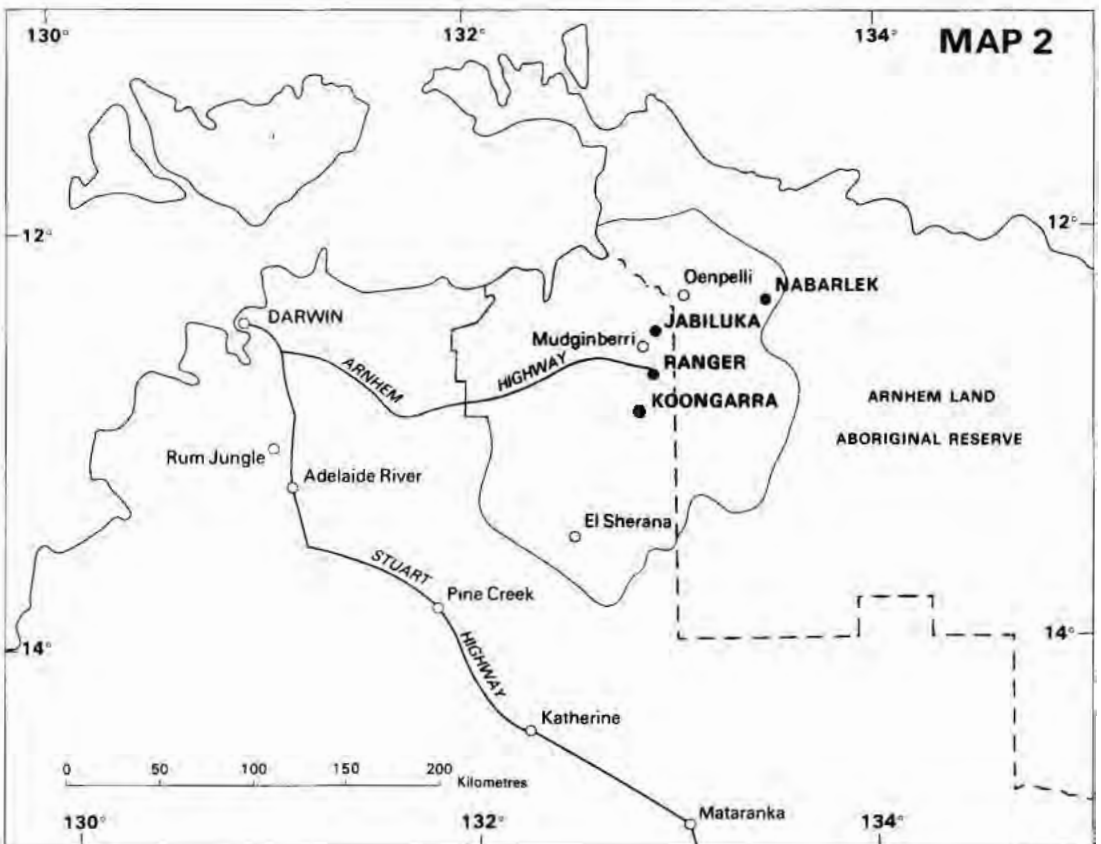 130°
132°
134°
MAP 2
12°
12°
Oenpelli
NABARLEK
DARWIN
JABILUKA
Mudginberri
ARNHEM
HIGHWAY
RANGER
KOONGARRA
ARNHEM LAND
ABORIGINAL RESERVE
Rum Jungle
Adelaide River
El Sherana
STUART
Pine Creek
HIGHWAY
14°
14°
Katherine
0 50 100 150 200
Kilometres
Mataranka
130°
132°
134°